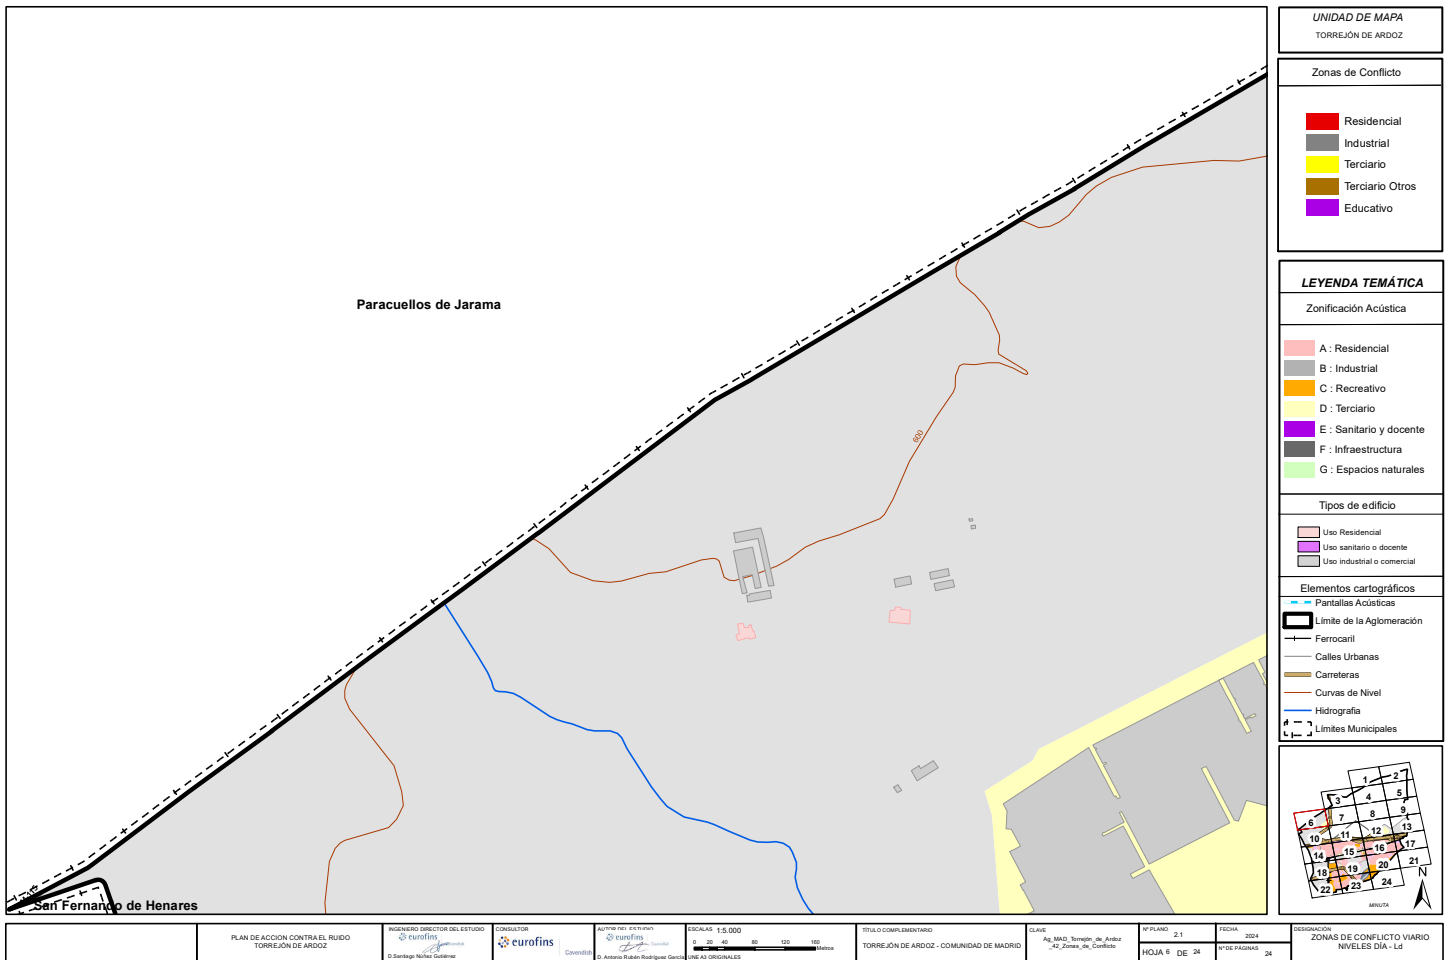 UNIDAD DE MAPA
TORREJÓN DE ARDOZ
Zonas de Conflicto
Residencial
Industrial
Terciario
Terciario Otros
Educativo
LEYENDA TEMÁTICA
Zonificación Acústica
A : Residencial
B : Industrial
C : Recreativo
D : Terciario
E : Sanitario y docente
F : Infraestructura
G : Espacios naturales
Tipos de edificio
Uso Residencial
Uso sanitario o docente
Uso industrial o comercial
Elementos cartográficos
Pantallas Acústicas
Límite de la Aglomeración
Ferrocaril
Calles Urbanas
Carreteras
Curvas de Nivel
Hidrografia
Límites Municipales
Paracuellos de Jarama
600
San Fernando de Henares
1 2
3 4 5
6 7 8 9
10 11 12 13
14 15 16 17
18 19 20 21
22 23 24
N
MINUTA
PLAN DE ACCION CONTRA EL RUIDO
TORREJÓN DE ARDOZ
INGENIERO DIRECTOR DEL ESTUDIO
eurofins
D.Santiago Núñez Gutiérrez
CONSULTOR
eurofins
Cavendish
AUTOR DEL ESTUDIO
eurofins
D. Antonio Rubén Rodríguez García
ESCALAS 1:5.000
0 20 40 80 120 160
Metros
UNE A3 ORIGINALES
TÍTULO COMPLEMENTARIO
TORREJÓN DE ARDOZ - COMUNIDAD DE MADRID
CLAVE
Ag_MAD_Torrejón_de_Ardoz
_42_Zonas_de_Conflicto
Nº PLANO
2.1
HOJA 6 DE 24
FECHA
2024
Nº DE PÁGINAS
24
DESIGNACIÓN
ZONAS DE CONFLICTO VIARIO
NIVELES DÍA - Ld